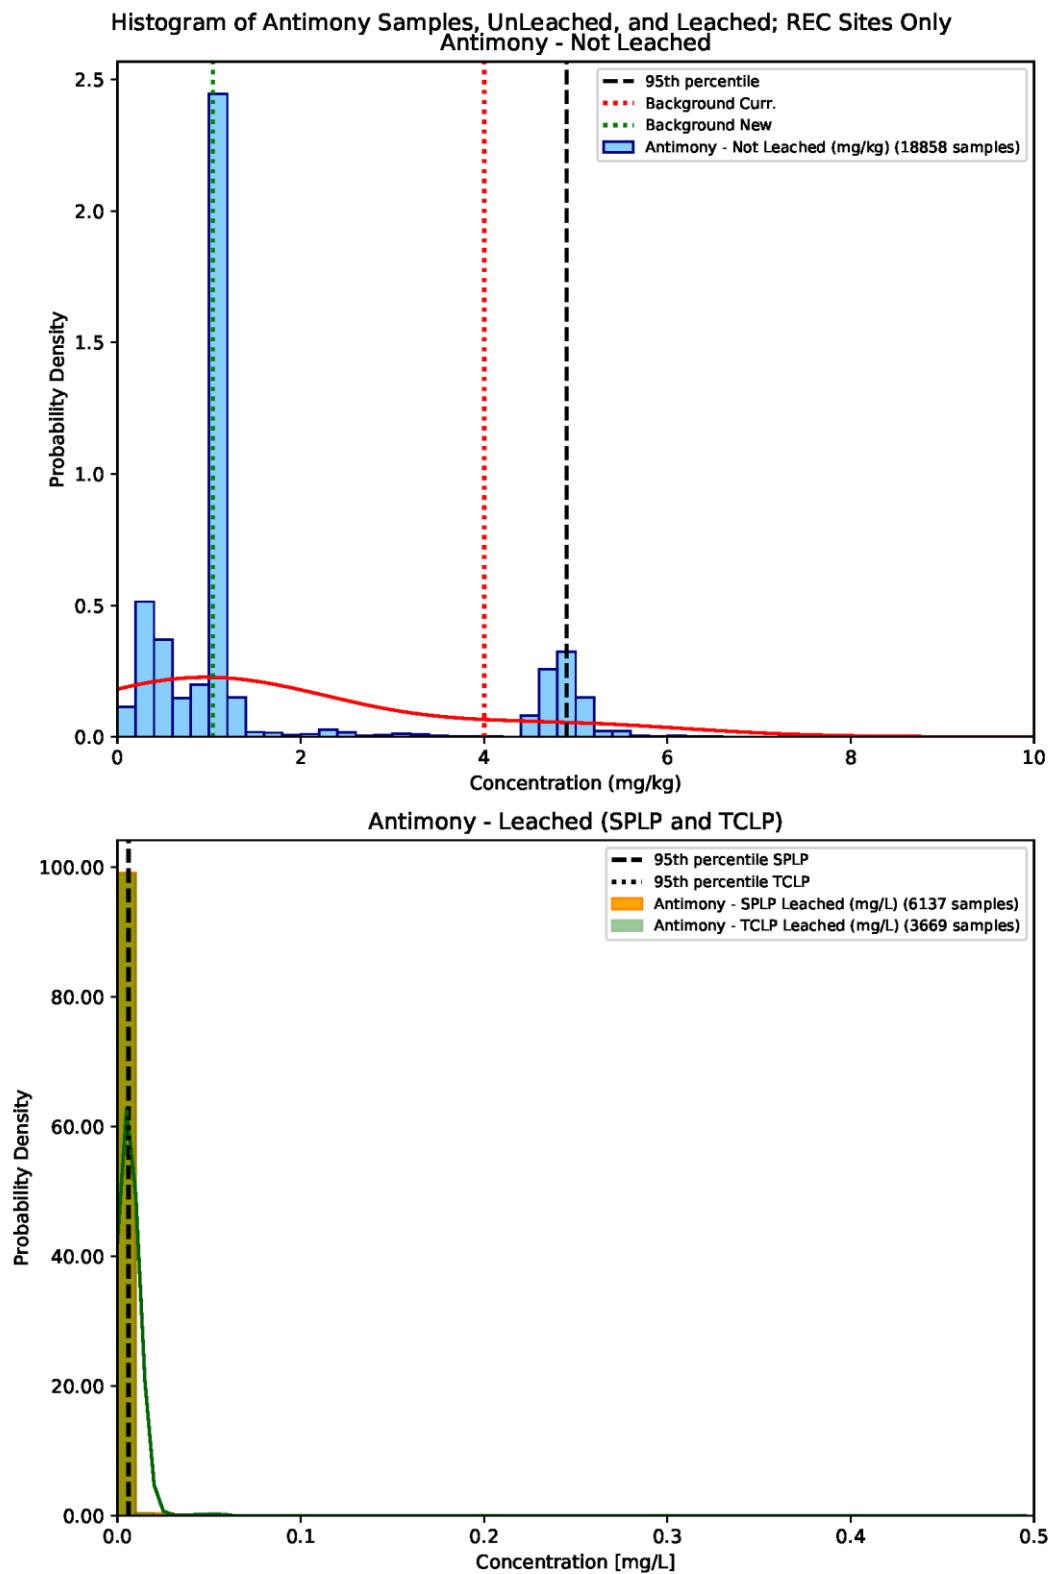 Histogram of Antimony Samples, UnLeached, and Leached; REC Sites Only
Antimony - Not Leached
95th percentile
Background Curr.
Background New
Antimony - Not Leached (mg/kg) (18858 samples)
2.5
2.0
1.5
1.0
0.5
0.0
Probability Density
0 2 4 6 8 10
Concentration (mg/kg)
Antimony - Leached (SPLP and TCLP)
95th percentile SPLP
95th percentile TCLP
Antimony - SPLP Leached (mg/L) (6137 samples)
Antimony - TCLP Leached (mg/L) (3669 samples)
100.00
80.00
60.00
40.00
20.00
0.00
Probability Density
0.0 0.1 0.2 0.3 0.4 0.5
Concentration [mg/L]